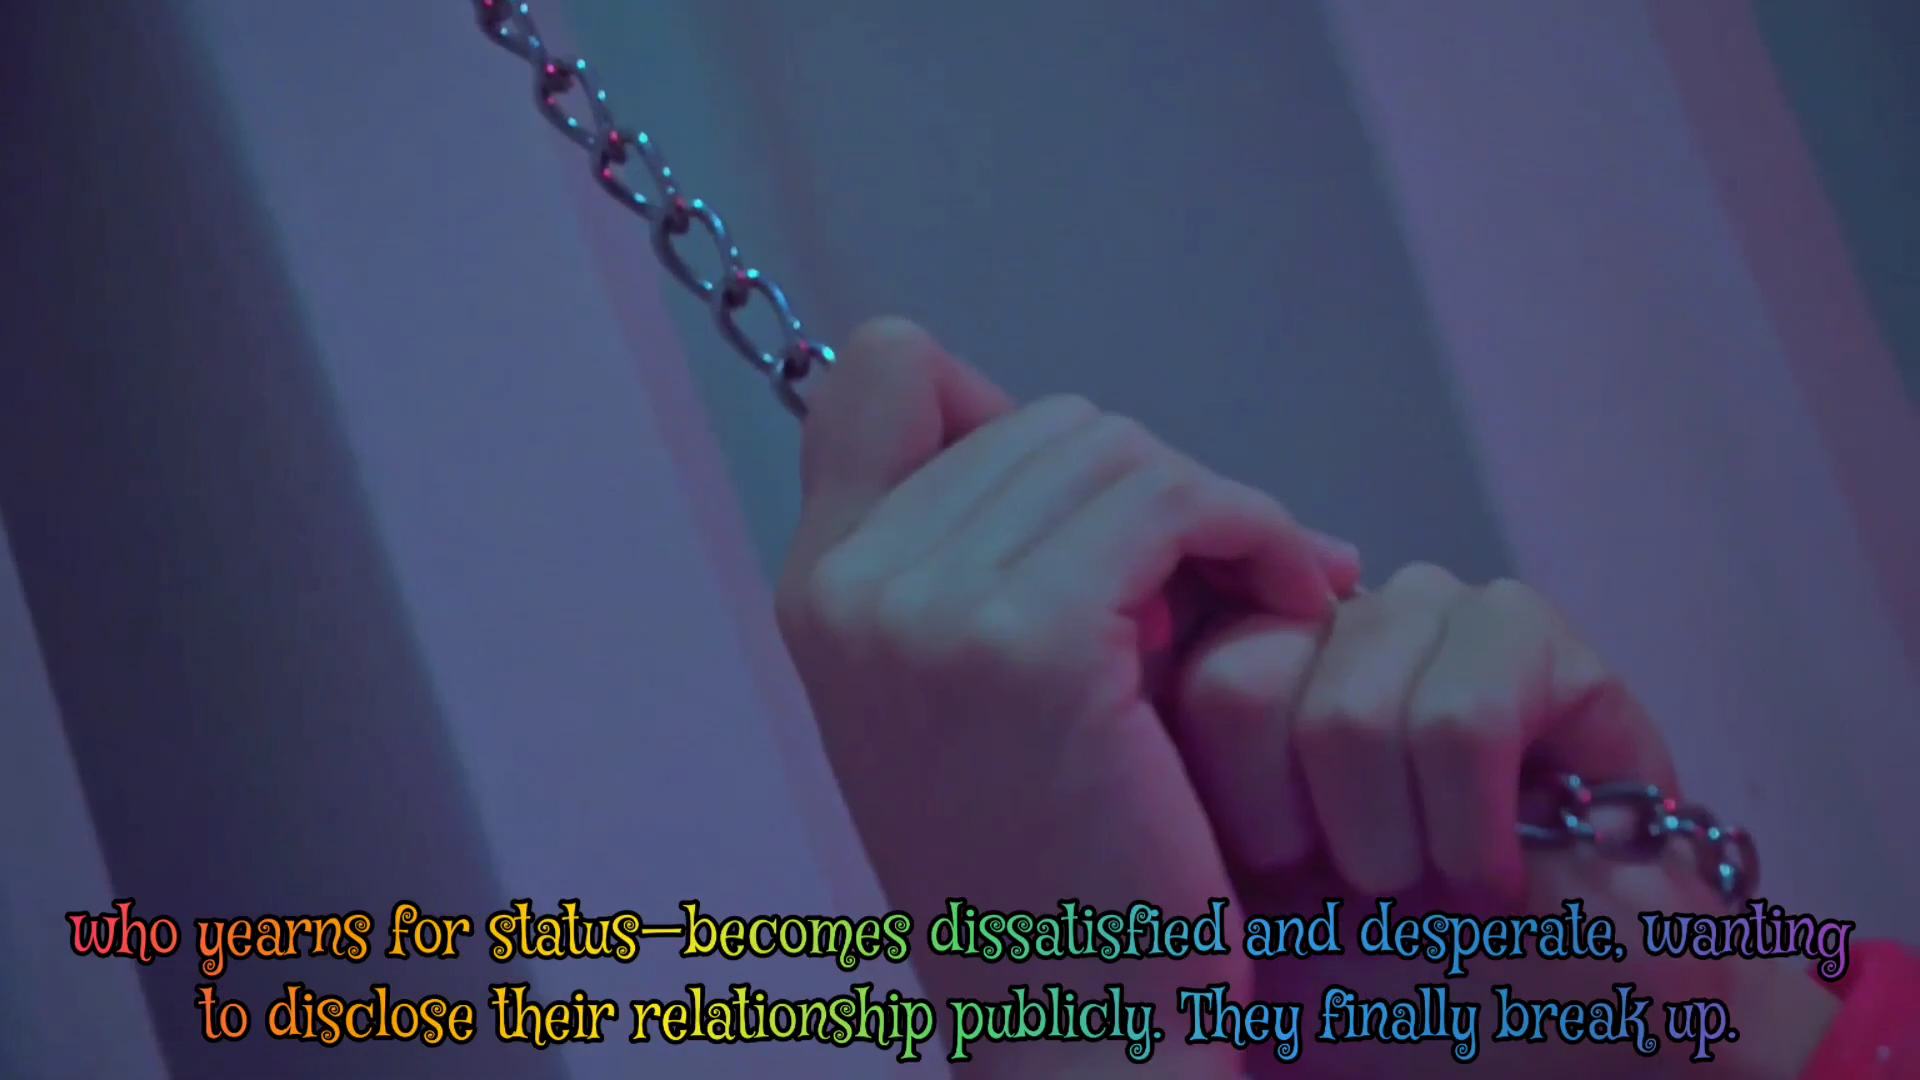 who yearns for status—becomes dissatisfied and desperate, wanting
to disclose their relationship publicly. They finally break up.